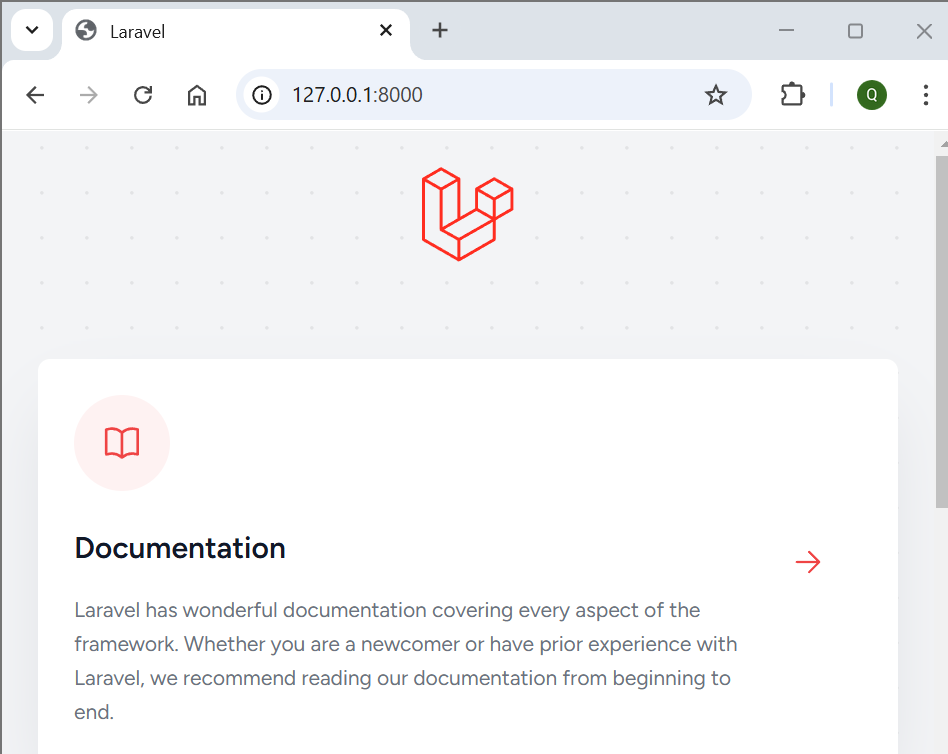 Laravel
127.0.0.1:8000
Q
Documentation
Laravel has wonderful documentation covering every aspect of the
framework. Whether you are a newcomer or have prior experience with
Laravel, we recommend reading our documentation from beginning to
end.